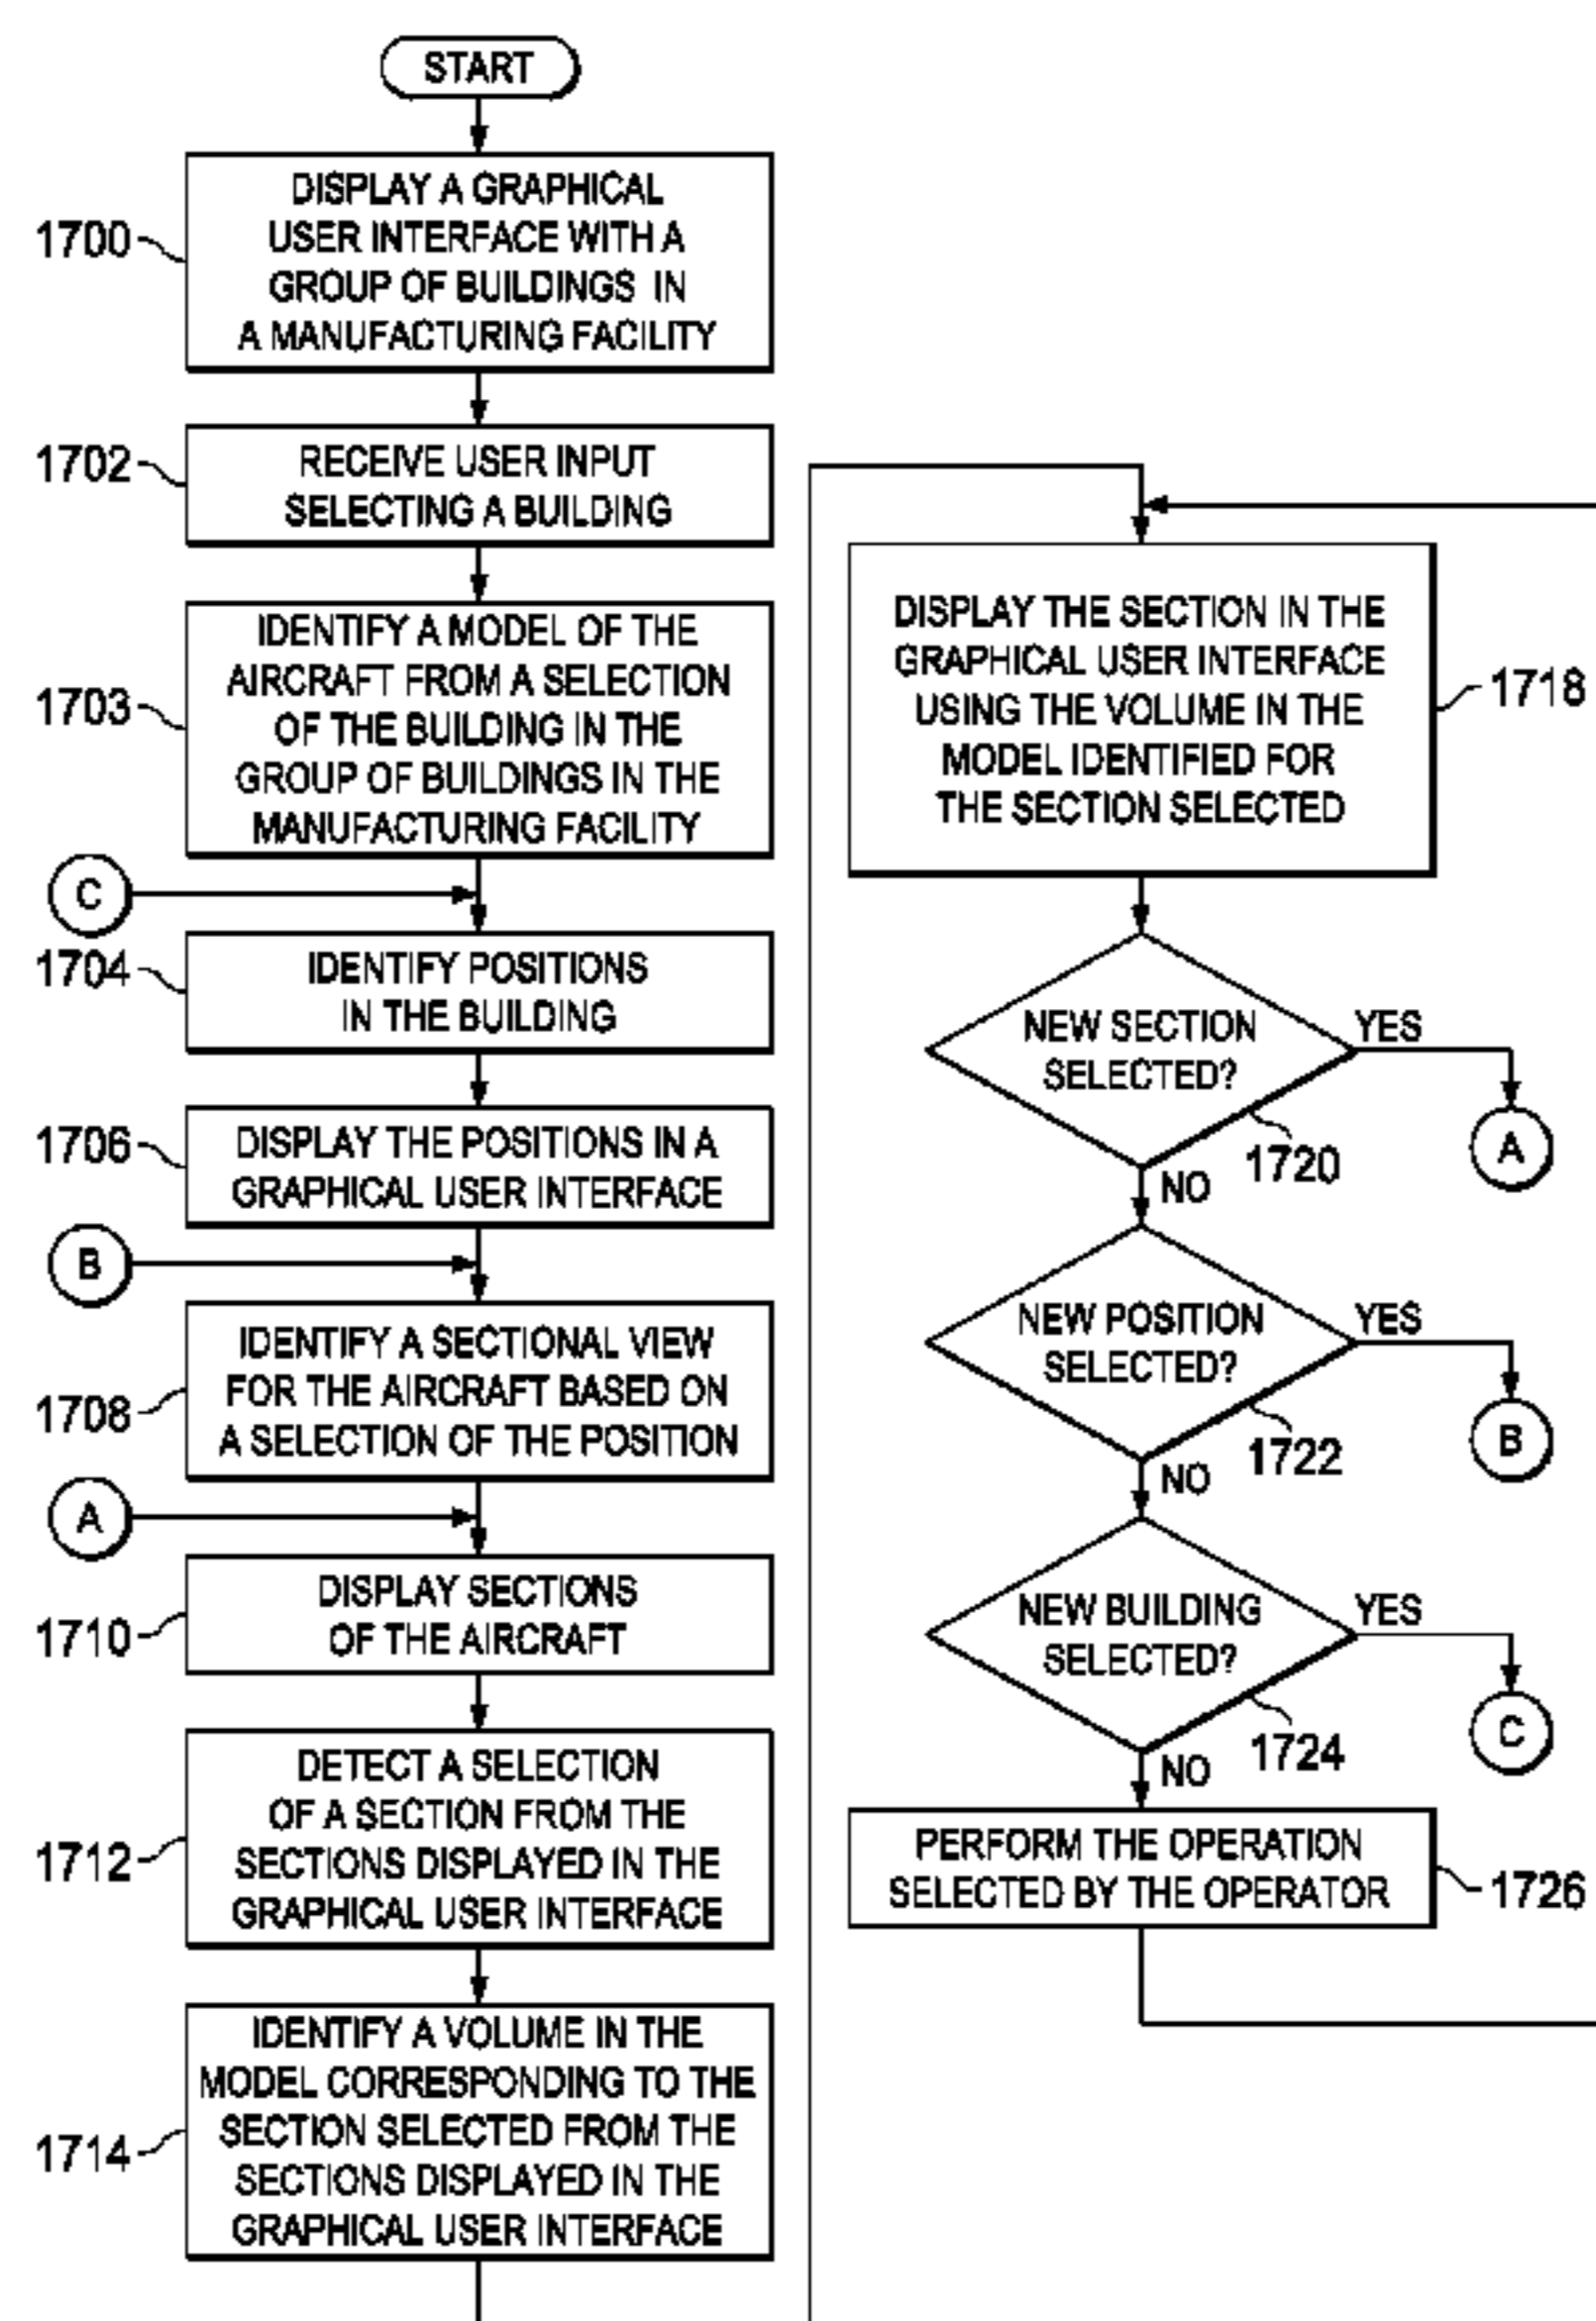 START
DISPLAY A GRAPHICAL
USER INTERFACE WITH A
GROUP OF BUILDINGS IN
A MANUFACTURING FACILITY
1700
RECEIVE USER INPUT
SELECTING A BUILDING
1702
IDENTIFY A MODEL OF THE
AIRCRAFT FROM A SELECTION
OF THE BUILDING IN THE
GROUP OF BUILDINGS IN THE
MANUFACTURING FACILITY
1703
C
IDENTIFY POSITIONS
IN THE BUILDING
1704
DISPLAY THE POSITIONS IN A
GRAPHICAL USER INTERFACE
1706
B
IDENTIFY A SECTIONAL VIEW
FOR THE AIRCRAFT BASED ON
A SELECTION OF THE POSITION
1708
A
DISPLAY SECTIONS
OF THE AIRCRAFT
1710
DETECT A SELECTION
OF A SECTION FROM THE
SECTIONS DISPLAYED IN THE
GRAPHICAL USER INTERFACE
1712
IDENTIFY A VOLUME IN THE
MODEL CORRESPONDING TO THE
SECTION SELECTED FROM THE
SECTIONS DISPLAYED IN THE
GRAPHICAL USER INTERFACE
1714
DISPLAY THE SECTION IN THE
GRAPHICAL USER INTERFACE
USING THE VOLUME IN THE
MODEL IDENTIFIED FOR
THE SECTION SELECTED
1718
NEW SECTION
SELECTED?
YES
A
1720
NO
NEW POSITION
SELECTED?
YES
B
1722
NO
NEW BUILDING
SELECTED?
YES
C
1724
NO
PERFORM THE OPERATION
SELECTED BY THE OPERATOR
1726